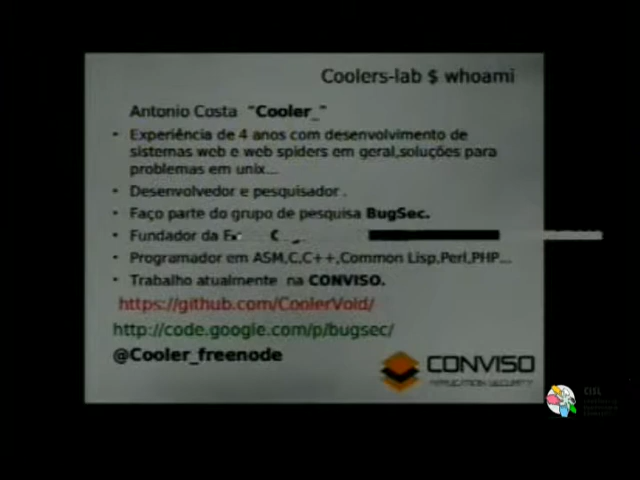 Coolers-lab $ whoami
Antonio Costa "Cooler_"
• Experiência de 4 anos com desenvolvimento de
sistemas web e web spiders em geral,soluções para
problemas em unix...
• Desenvolvedor e pesquisador .
• Faço parte do grupo de pesquisa BugSec.
• Fundador da
• Programador em ASM,C,C++,Common Lisp,Perl,PHP...
• Trabalho atualmente na CONVISO.
https://github.com/CoolerVoid/
http://code.google.com/p/bugsec/
@Cooler_freenode
CONVISO
APPLICATION SECURITY
CISL